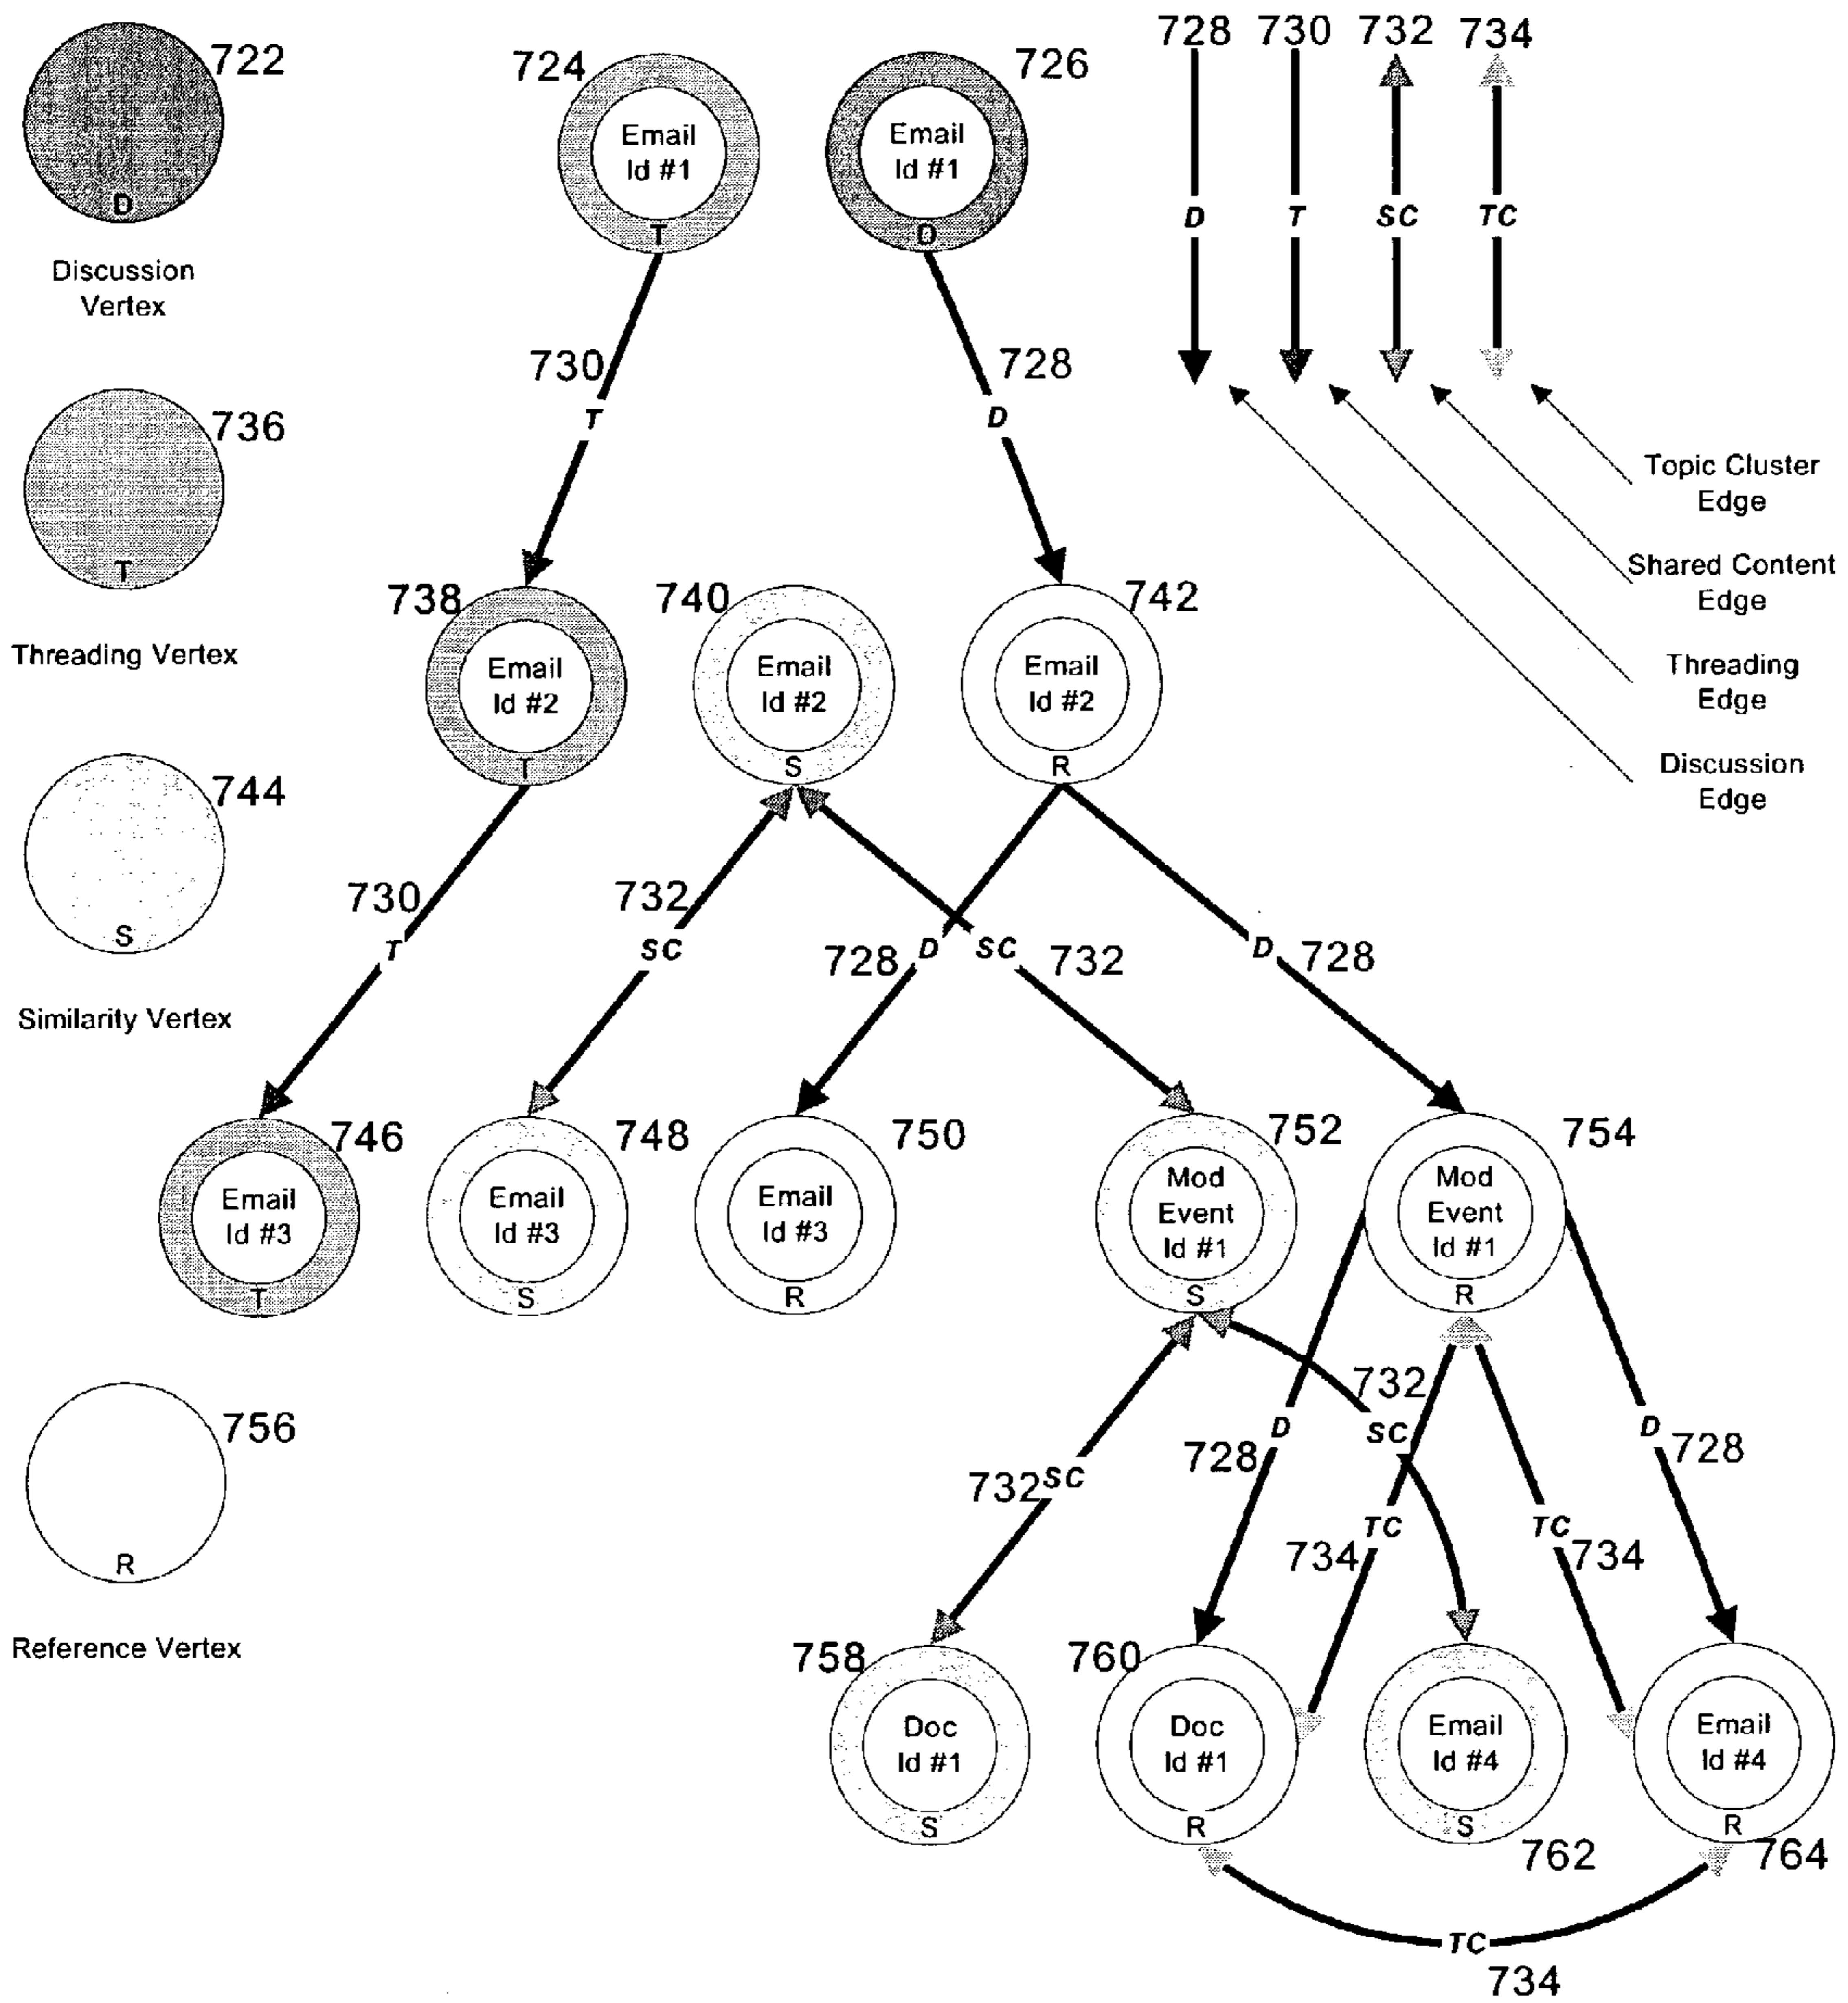 722
D
Discussion
Vertex
724
Email
Id #1
T
726
Email
Id #1
D
728 730 732 734
D T SC TC
Topic Cluster
Edge
Shared Content
Edge
Threading
Edge
Discussion
Edge
730
T
728
D
736
T
Threading Vertex
738
Email
Id #2
T
740
Email
Id #2
S
742
Email
Id #2
R
744
S
Similarity Vertex
730
T
732
SC
728
D
SC
732
D
728
746
Email
Id #3
T
748
Email
Id #3
S
750
Email
Id #3
R
752
Mod
Event
Id #1
S
754
Mod
Event
Id #1
R
756
R
Reference Vertex
732
SC
728
D
732
SC
734
TC
TC
734
D
728
758
Doc
Id #1
S
760
Doc
Id #1
R
Email
Id #4
S
762
Email
Id #4
R
764
TC
734